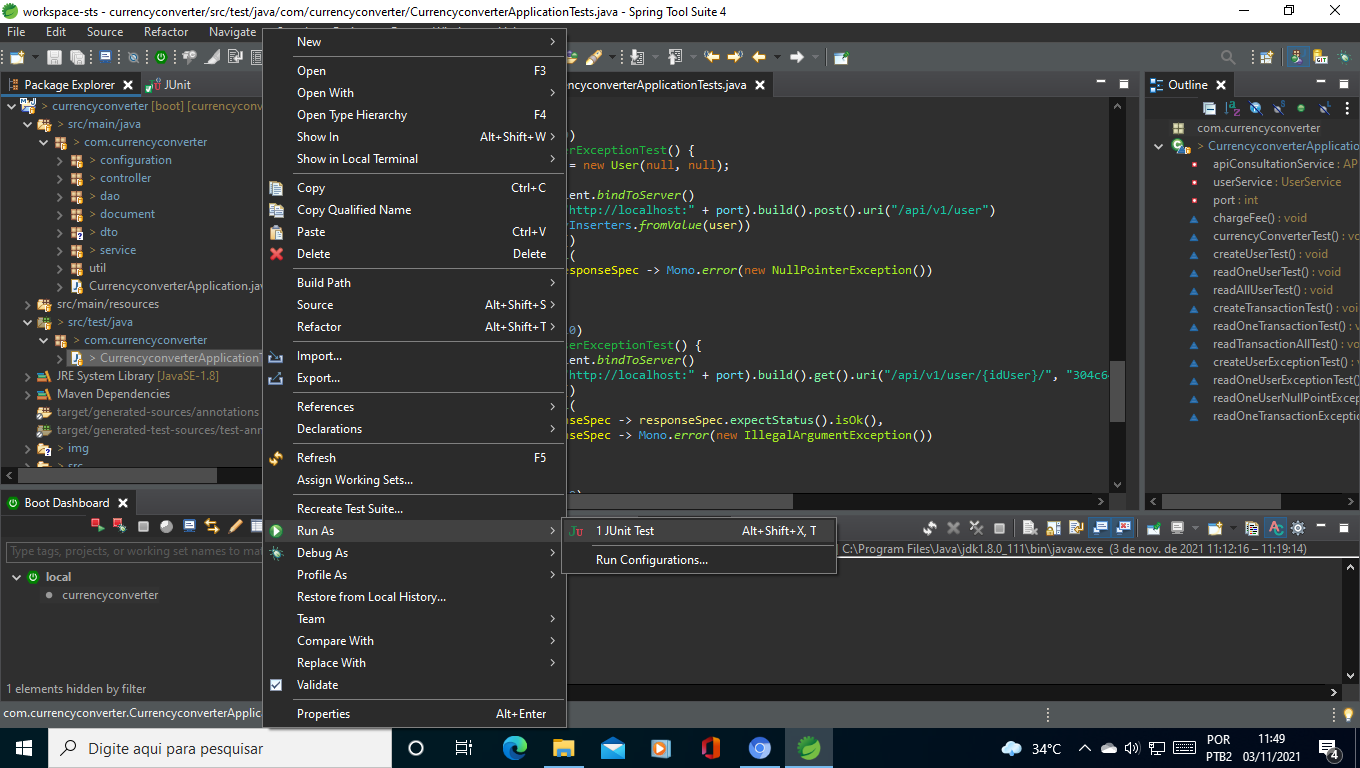 workspace-sts - currencyconverter/src/test/java/com/currencyconverter/CurrencyconverterApplicationTests.java - Spring Tool Suite 4
File Edit Source Refactor Navigate
Package Explorer
JUnit
> currencyconverter [boot] [currencyconv
> src/main/java
> com.currencyconverter
> configuration
> controller
> dao
> document
> dto
> service
util
> CurrencyconverterApplication.jav
src/main/resources
> src/test/java
> com.currencyconverter
> CurrencyconverterApplicationT
JRE System Library [JavaSE-1.8]
Maven Dependencies
target/generated-sources/annotations
target/generated-test-sources/test-ann
> img
> src
Boot Dashboard
Type tags, projects, or working set names to mat
local
currencyconverter
1 elements hidden by filter
com.currencyconverter.CurrencyconverterApplic
New
Open F3
Open With
Open Type Hierarchy F4
Show In Alt+Shift+W
Show in Local Terminal
Copy Ctrl+C
Copy Qualified Name
Paste Ctrl+V
Delete Delete
Build Path
Source Alt+Shift+S
Refactor Alt+Shift+T
Import...
Export...
References
Declarations
Refresh F5
Assign Working Sets...
Recreate Test Suite...
Run As
Debug As
Profile As
Restore from Local History...
Team
Compare With
Replace With
Validate
Properties Alt+Enter
1 JUnit Test Alt+Shift+X, T
Run Configurations...
ncyconverterApplicationTests.java
)
erExceptionTest() {
= new User(null, null);
ent.bindToServer()
"http://localhost:" + port).build().post().uri("/api/v1/user")
Inserters.fromValue(user))
)
(
esponseSpec -> Mono.error(new NullPointerException())
0)
erExceptionTest() {
ent.bindToServer()
"http://localhost:" + port).build().get().uri("/api/v1/user/{idUser}/", "304c64
)
(
nseSpec -> responseSpec.expectStatus().isOk(),
nseSpec -> Mono.error(new IllegalArgumentException())
C:\Program Files\Java\jdk1.8.0_111\bin\javaw.exe (3 de nov. de 2021 11:12:16 – 11:19:14)
Outline
com.currencyconverter
> CurrencyconverterApplicatio
apiConsultationService : AP
userService : UserService
port : int
chargeFee() : void
currencyConverterTest() : vo
createUserTest() : void
readOneUserTest() : void
readAllUserTest() : void
createTransactionTest() : voi
readOneTransactionTest() : v
readTransactionAllTest() : vo
createUserExceptionTest() : v
readOneUserExceptionTest()
readOneUserNullPointExcep
readOneTransactionExceptio
Digite aqui para pesquisar
34°C
POR
PTB2
11:49
03/11/2021
4